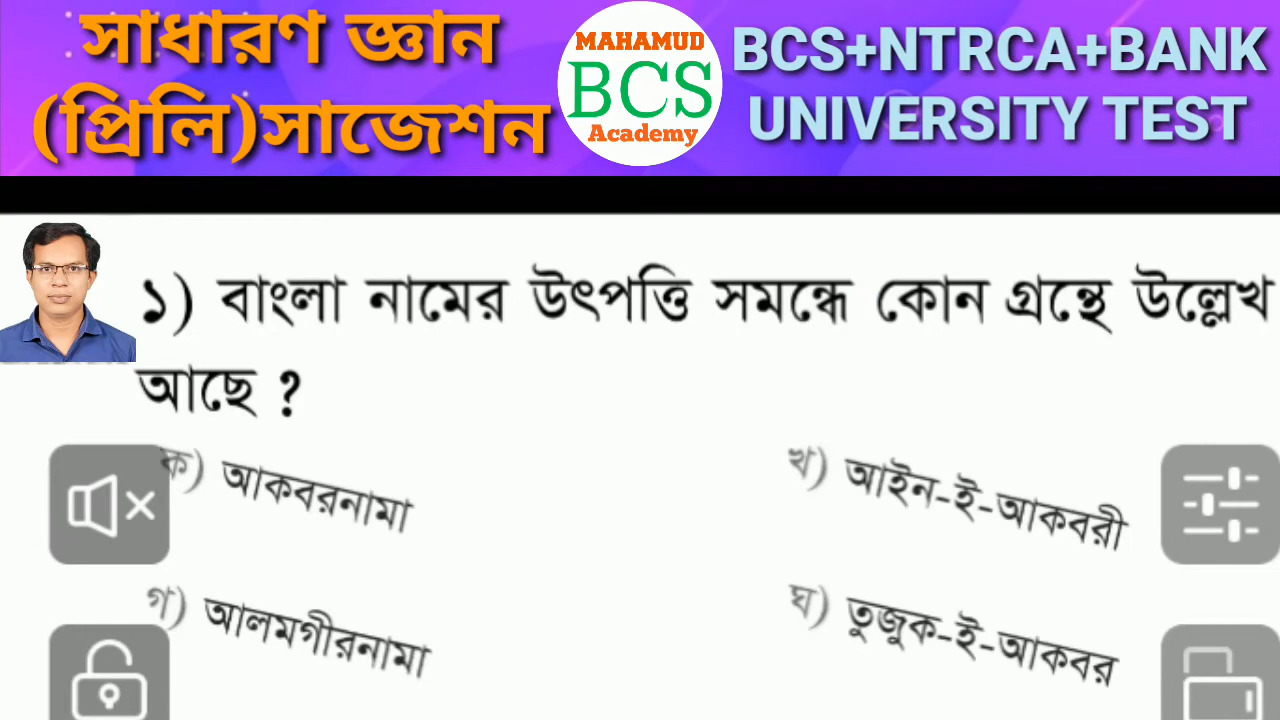 সাধারণ জ্ঞান
(প্রিলি)সাজেশন
MAHAMUD
BCS
Academy
BCS+NTRCA+BANK
UNIVERSITY TEST
১) বাংলা নামের উৎপত্তি সমন্ধে কোন গ্রন্থে উল্লেখ
আছে ?
ক) আকবরনামা
খ) আইন-ই-আকবরী
গ) আলমগীরনামা
ঘ) তুজুক-ই-আকবর